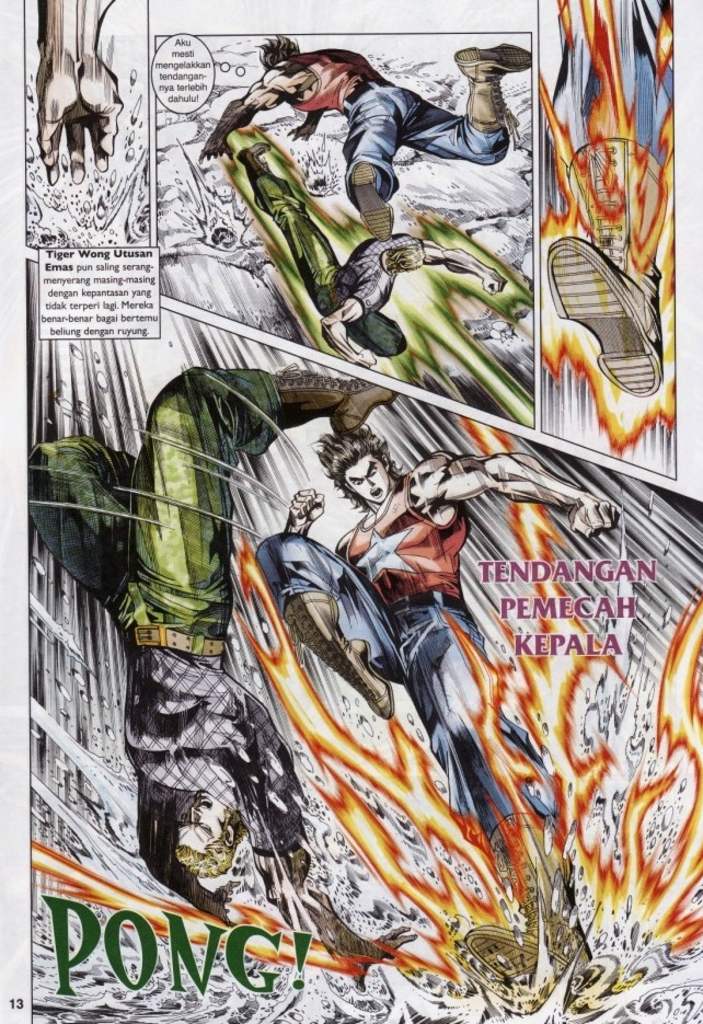 Aku
mesti
mengelakkan
tendangan-
nya terlebih
dahulu!
Tiger Wong Utusan
Emas pun saling serang-
menyerang masing-masing
dengan kepantasan yang
tidak terperi lagi. Mereka
benar-benar bagai bertemu
beliung dengan ruyung.
TENDANGAN
PEMECAH
KEPALA
PONG!
13